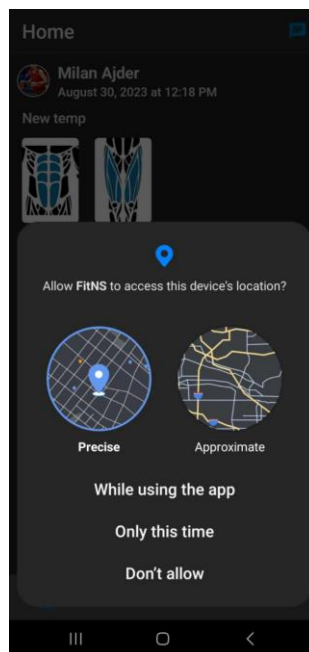 Home
Milan Ajder
August 30, 2023 at 12:18 PM
New temp
Allow FitNS to access this device's location?
Precise
Approximate
While using the app
Only this time
Don't allow